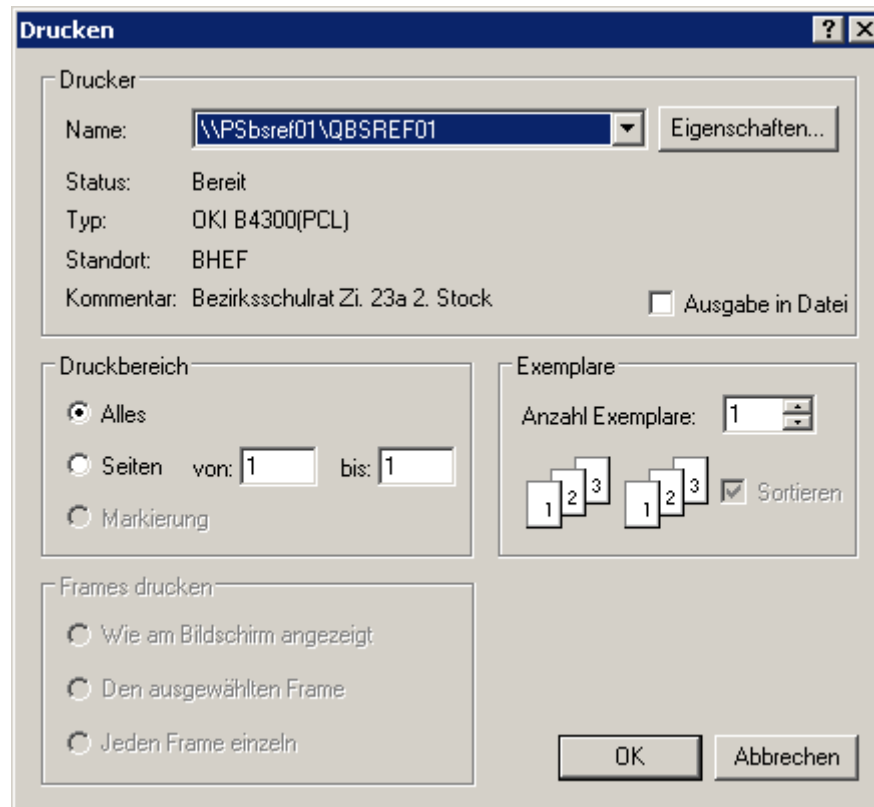 Drucken
Drucker
Name: \\PSbsref01\QBSREF01 Eigenschaften...
Status: Bereit
Typ: OKI B4300(PCL)
Standort: BHEF
Kommentar: Bezirksschulrat Zi. 23a 2. Stock
Ausgabe in Datei
Druckbereich
Alles
Seiten von: 1 bis: 1
Markierung
Exemplare
Anzahl Exemplare: 1
1 2 3 1 2 3 Sortieren
Frames drucken
Wie am Bildschirm angezeigt
Den ausgewählten Frame
Jeden Frame einzeln
OK Abbrechen